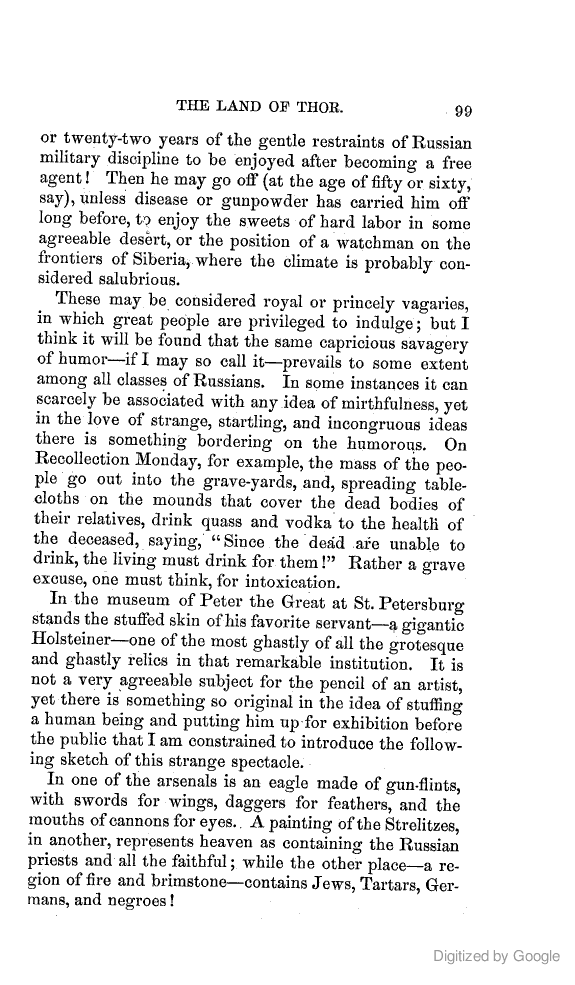 THE LAND OF THOR. 99
or twenty-two years of the gentle restraints of Russian
military discipline to be enjoyed after becoming a free
agent! Then he may go off (at the age of fifty or sixty,
say), unless disease or gunpowder has carried him off
long before, to enjoy the sweets of hard labor in some
agreeable desert, or the position of a watchman on the
frontiers of Siberia, where the climate is probably con-
sidered salubrious.
These may be considered royal or princely vagaries,
in which great people are privileged to indulge; but I
think it will be found that the same capricious savagery
of humor—if I may so call it—prevails to some extent
among all classes of Russians. In some instances it can
scarcely be associated with any idea of mirthfulness, yet
in the love of strange, startling, and incongruous ideas
there is something bordering on the humorous. On
Recollection Monday, for example, the mass of the peo-
ple go out into the grave-yards, and, spreading table-
cloths on the mounds that cover the dead bodies of
their relatives, drink quass and vodka to the health of
the deceased, saying, "Since the dead are unable to
drink, the living must drink for them!" Rather a grave
excuse, one must think, for intoxication.
In the museum of Peter the Great at St. Petersburg
stands the stuffed skin of his favorite servant—a gigantic
Holsteiner—one of the most ghastly of all the grotesque
and ghastly relics in that remarkable institution. It is
not a very agreeable subject for the pencil of an artist,
yet there is something so original in the idea of stuffing
a human being and putting him up for exhibition before
the public that I am constrained to introduce the follow-
ing sketch of this strange spectacle.
In one of the arsenals is an eagle made of gun-flints,
with swords for wings, daggers for feathers, and the
mouths of cannons for eyes. A painting of the Strelitzes,
in another, represents heaven as containing the Russian
priests and all the faithful; while the other place—a re-
gion of fire and brimstone—contains Jews, Tartars, Ger-
mans, and negroes!
Digitized by Google